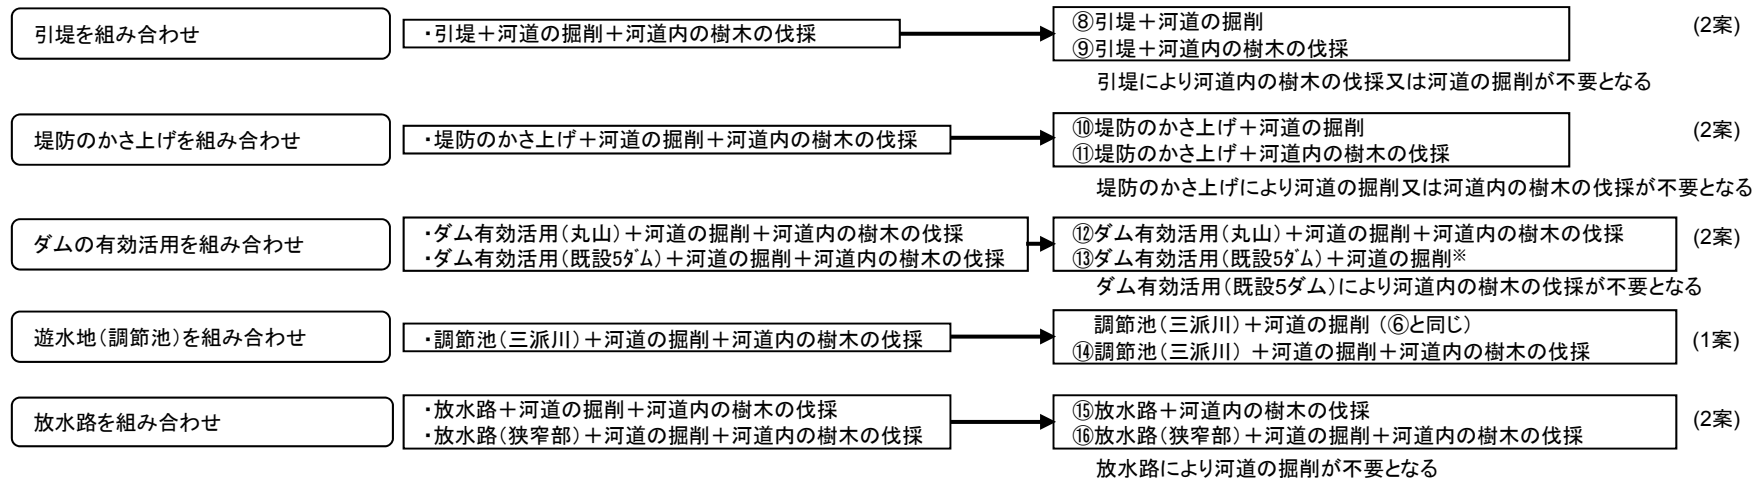 引堤を組み合わせ
・引堤＋河道の掘削＋河道内の樹木の伐採
⑧引堤＋河道の掘削
⑨引堤＋河道内の樹木の伐採
(2案)
引堤により河道内の樹木の伐採又は河道の掘削が不要となる
堤防のかさ上げを組み合わせ
・堤防のかさ上げ＋河道の掘削＋河道内の樹木の伐採
⑩堤防のかさ上げ＋河道の掘削
⑪堤防のかさ上げ＋河道内の樹木の伐採
(2案)
堤防のかさ上げにより河道の掘削又は河道内の樹木の伐採が不要となる
ダムの有効活用を組み合わせ
・ダム有効活用（丸山）＋河道の掘削＋河道内の樹木の伐採
・ダム有効活用（既設5ﾀﾞﾑ）＋河道の掘削＋河道内の樹木の伐採
⑫ダム有効活用（丸山）＋河道の掘削＋河道内の樹木の伐採
⑬ダム有効活用（既設5ﾀﾞﾑ）＋河道の掘削※
(2案)
ダム有効活用（既設5ダム）により河道内の樹木の伐採が不要となる
遊水地（調節池）を組み合わせ
・調節池（三派川）＋河道の掘削＋河道内の樹木の伐採
調節池（三派川）＋河道の掘削（⑥と同じ）
⑭調節池（三派川）＋河道の掘削＋河道内の樹木の伐採
(1案)
放水路を組み合わせ
・放水路＋河道の掘削＋河道内の樹木の伐採
・放水路（狭窄部）＋河道の掘削＋河道内の樹木の伐採
⑮放水路＋河道内の樹木の伐採
⑯放水路（狭窄部）＋河道の掘削＋河道内の樹木の伐採
(2案)
放水路により河道の掘削が不要となる